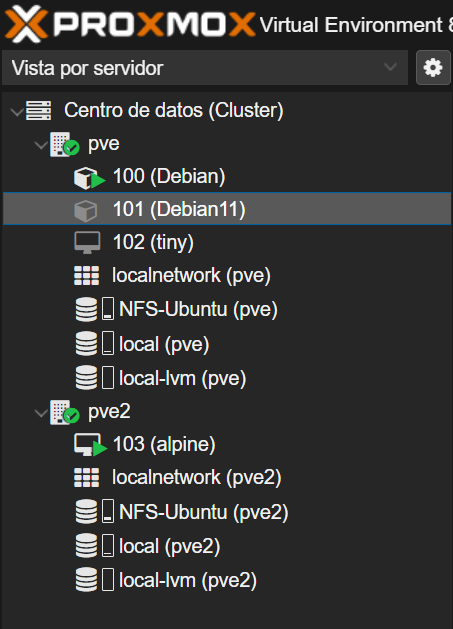 PROXMOX Virtual Environment 8
Vista por servidor
Centro de datos (Cluster)
pve
100 (Debian)
101 (Debian11)
102 (tiny)
localnetwork (pve)
NFS-Ubuntu (pve)
local (pve)
local-lvm (pve)
pve2
103 (alpine)
localnetwork (pve2)
NFS-Ubuntu (pve2)
local (pve2)
local-lvm (pve2)